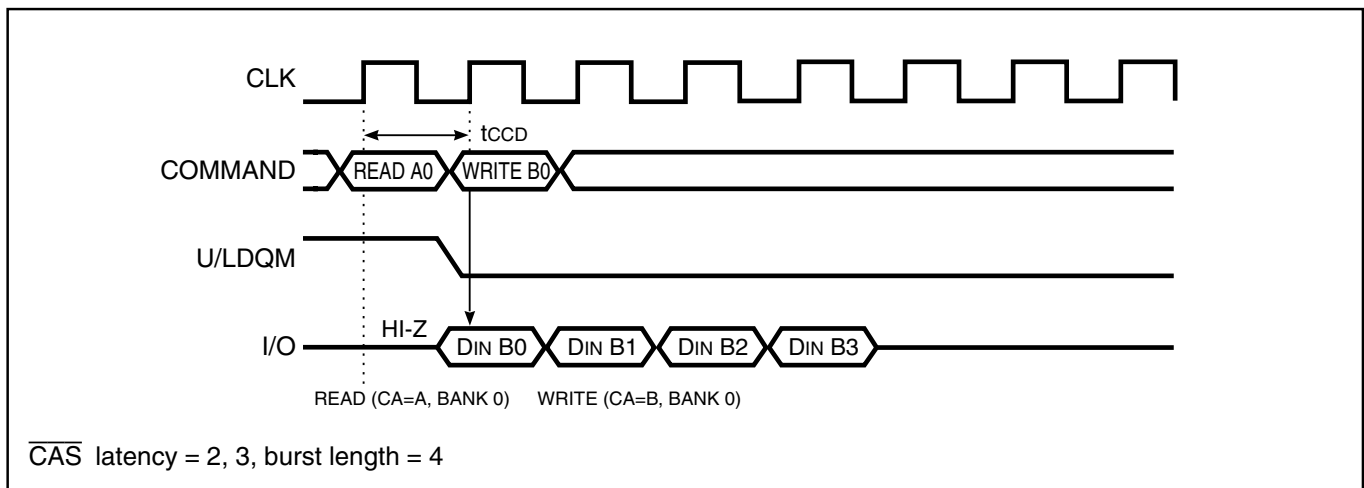 CLK
tCCD
COMMAND READ A0 WRITE B0
U/LDQM
HI-Z
I/O DIN B0 DIN B1 DIN B2 DIN B3
READ (CA=A, BANK 0) WRITE (CA=B, BANK 0)
CAS latency = 2, 3, burst length = 4